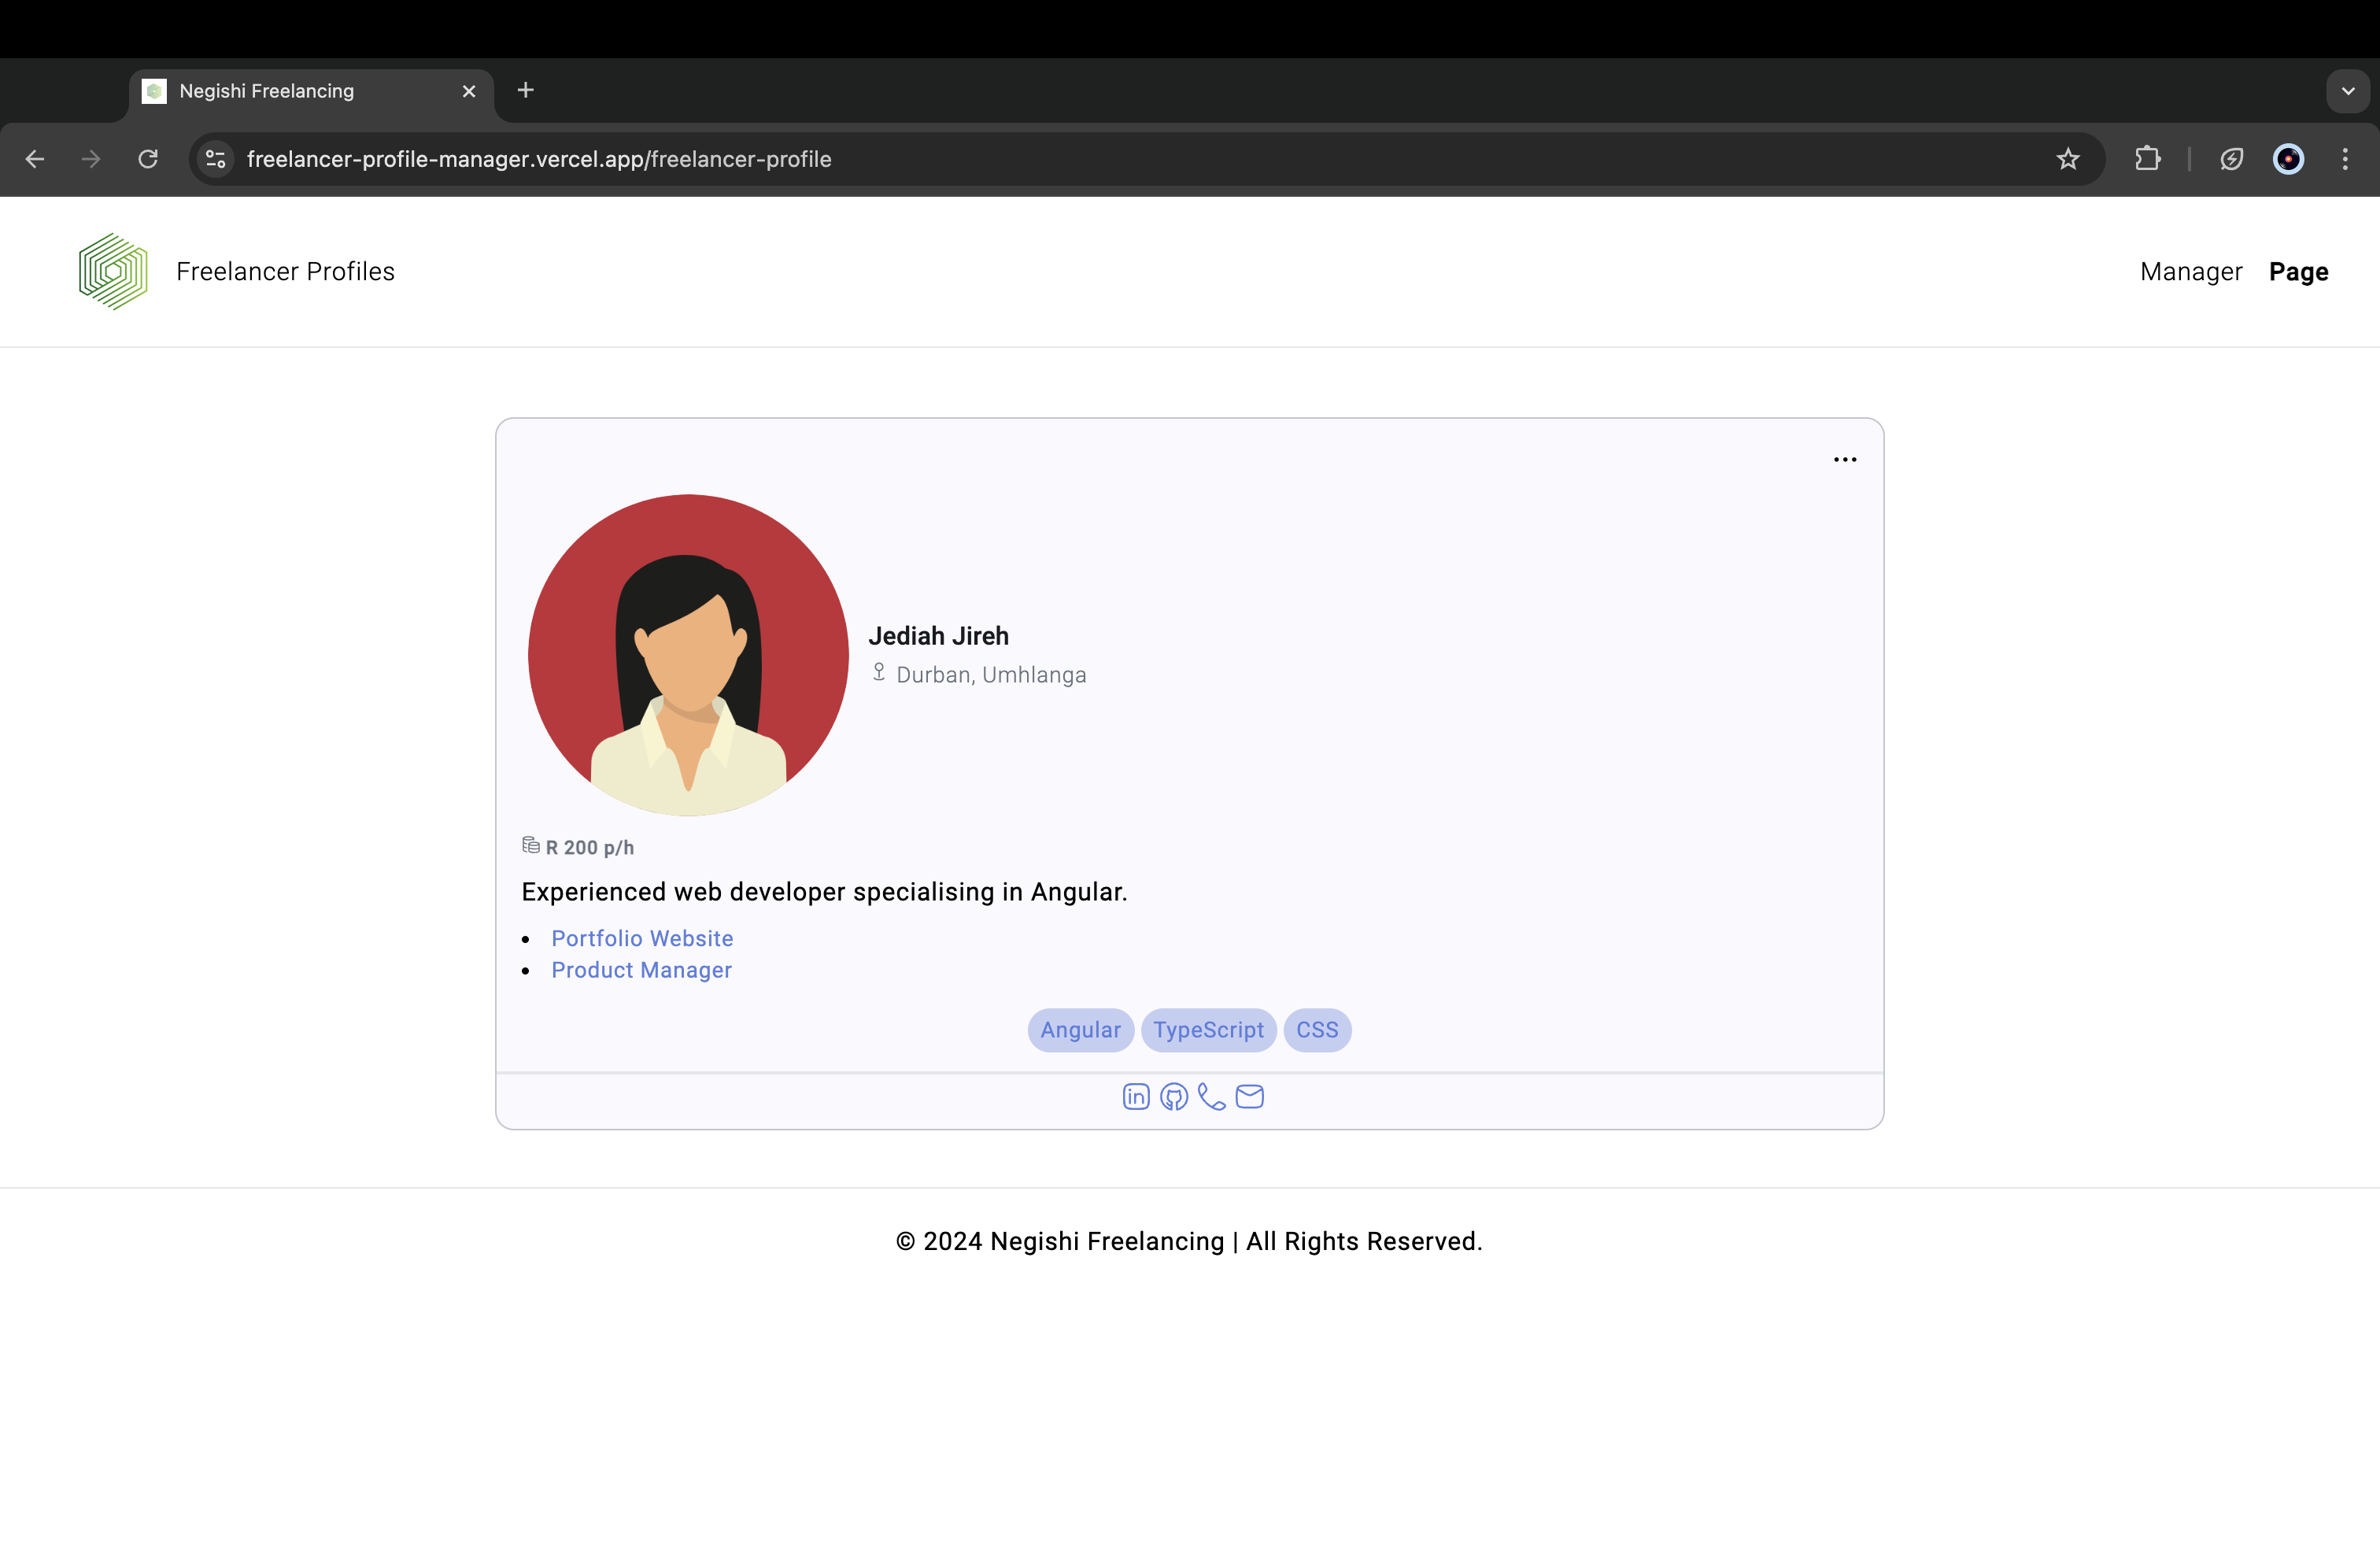 Negishi Freelancing
freelancer-profile-manager.vercel.app/freelancer-profile
Freelancer Profiles
Manager Page
Jediah Jireh
Durban, Umhlanga
R 200 p/h
Experienced web developer specialising in Angular.
Portfolio Website
Product Manager
Angular TypeScript CSS
in
© 2024 Negishi Freelancing | All Rights Reserved.